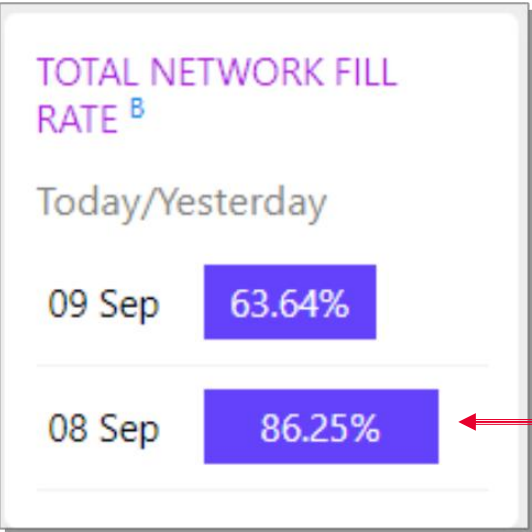 TOTAL NETWORK FILL
RATE B
Today/Yesterday
09 Sep 63.64%
08 Sep 86.25%